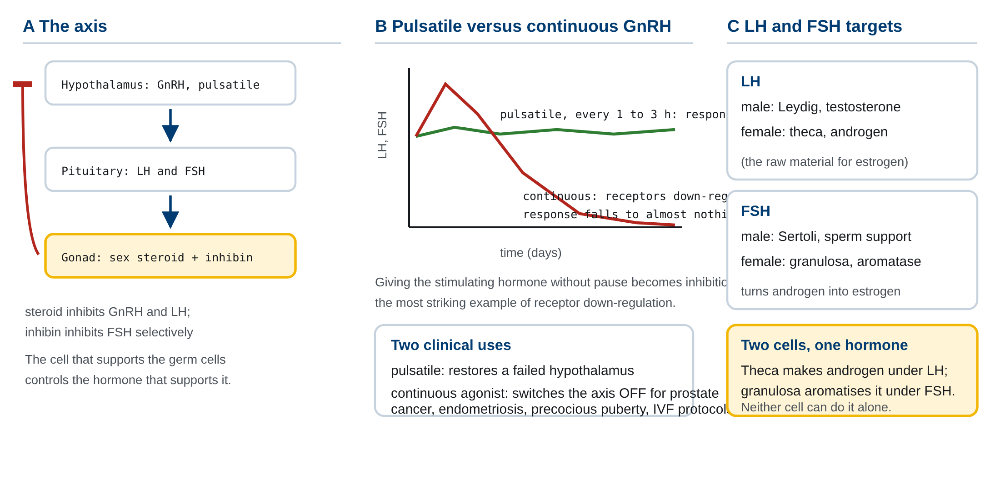 A The axis
Hypothalamus: GnRH, pulsatile
Pituitary: LH and FSH
Gonad: sex steroid + inhibin
steroid inhibits GnRH and LH;
inhibin inhibits FSH selectively
The cell that supports the germ cells
controls the hormone that supports it.
B Pulsatile versus continuous GnRH
LH, FSH
pulsatile, every 1 to 3 h: respon
continuous: receptors down-reg
response falls to almost nothi
time (days)
Giving the stimulating hormone without pause becomes inhibitio
the most striking example of receptor down-regulation.
Two clinical uses
pulsatile: restores a failed hypothalamus
continuous agonist: switches the axis OFF for prostate
cancer, endometriosis, precocious puberty, IVF protocols
C LH and FSH targets
LH
male: Leydig, testosterone
female: theca, androgen
(the raw material for estrogen)
FSH
male: Sertoli, sperm support
female: granulosa, aromatase
turns androgen into estrogen
Two cells, one hormone
Theca makes androgen under LH;
granulosa aromatises it under FSH.
Neither cell can do it alone.